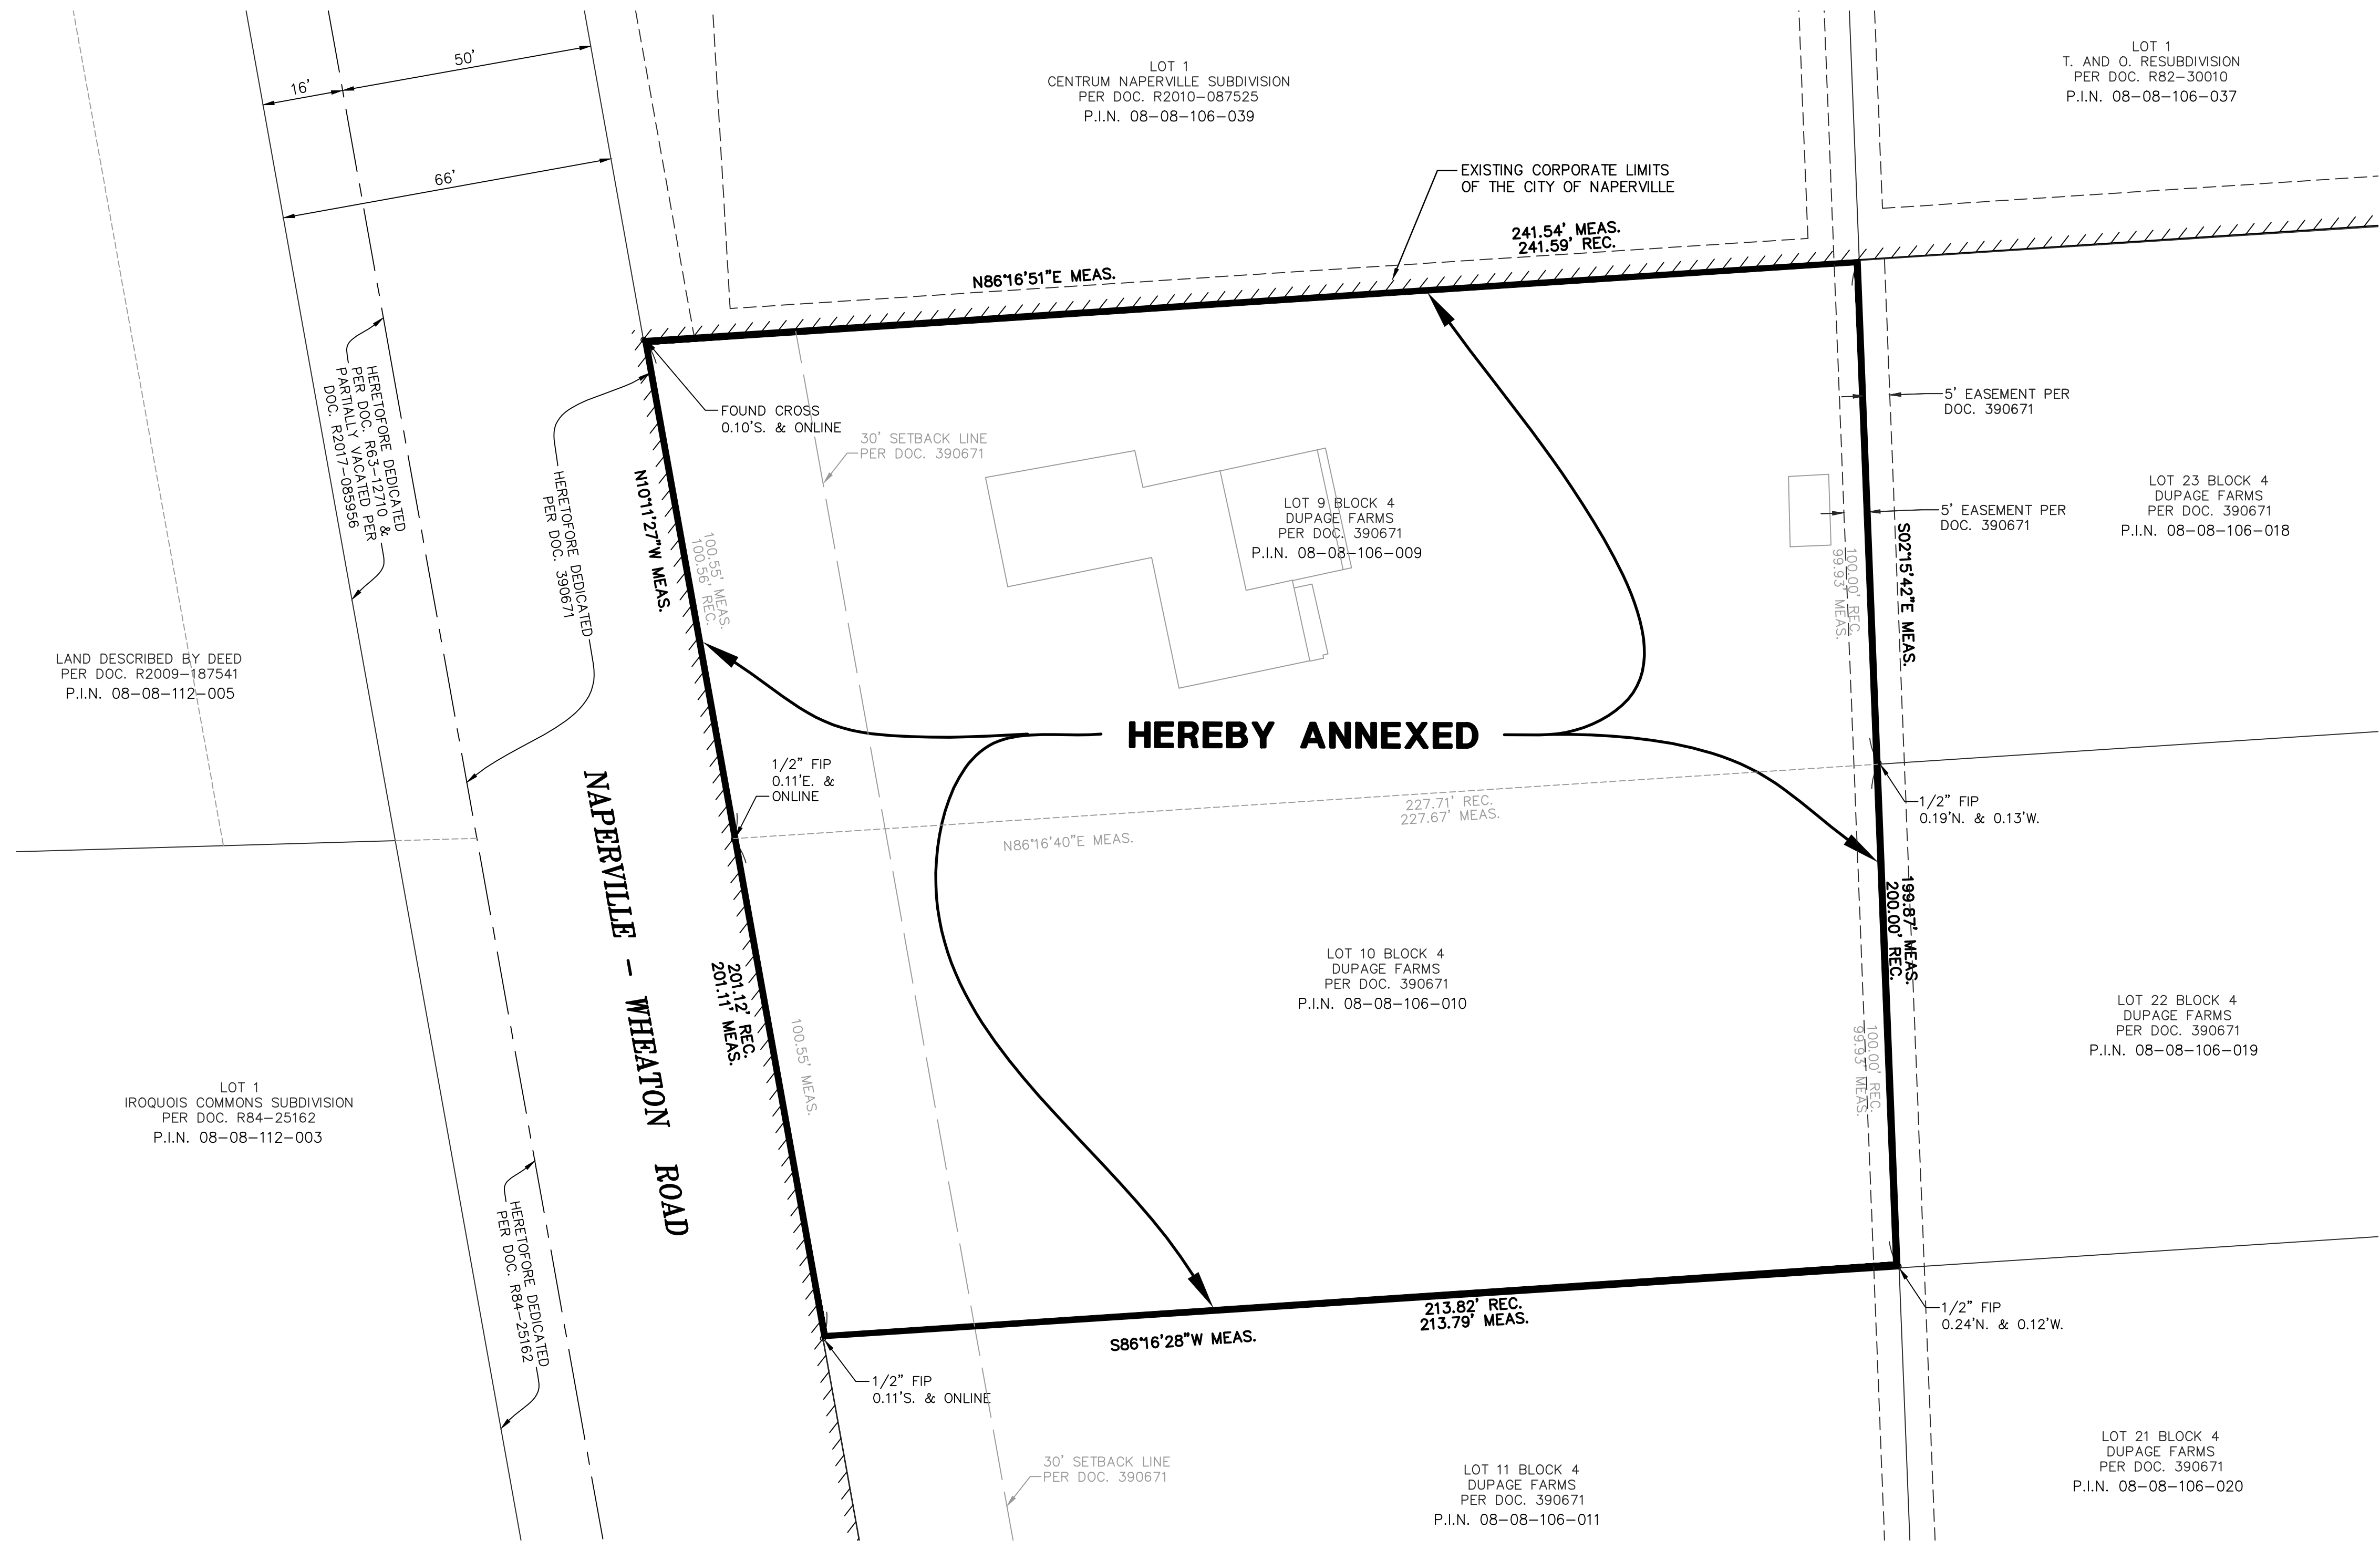 50'
16'
66'
LOT 1
CENTRUM NAPERVILLE SUBDIVISION
PER DOC. R2010-087525
P.I.N. 08-08-106-039
LOT 1
T. AND O. RESUBDIVISION
PER DOC. R82-30010
P.I.N. 08-08-106-037
EXISTING CORPORATE LIMITS
OF THE CITY OF NAPERVILLE
241.54' MEAS.
241.59' REC.
N86°16'51"E MEAS.
HERETOFORE DEDICATED
PER DOC. R63-12710 &
PARTIALLY VACATED PER
DOC. R2017-085956
HERETOFORE DEDICATED
PER DOC. 390671
FOUND CROSS
0.10'S. & ONLINE
30' SETBACK LINE
PER DOC. 390671
N10°11'27"W MEAS.
100.55' MEAS.
100.56' REC.
LOT 9 BLOCK 4
DUPAGE FARMS
PER DOC. 390671
P.I.N. 08-08-106-009
5' EASEMENT PER
DOC. 390671
5' EASEMENT PER
DOC. 390671
100.00' REC.
99.93' MEAS.
S02°15'42"E MEAS.
LOT 23 BLOCK 4
DUPAGE FARMS
PER DOC. 390671
P.I.N. 08-08-106-018
LAND DESCRIBED BY DEED
PER DOC. R2009-187541
P.I.N. 08-08-112-005
HEREBY ANNEXED
1/2" FIP
0.11'E. &
ONLINE
227.71' REC.
227.67' MEAS.
N86°16'40"E MEAS.
1/2" FIP
0.19'N. & 0.13'W.
NAPERVILLE - WHEATON ROAD
199.87' MEAS.
200.00' REC.
201.12' REC.
201.11' MEAS.
100.55' MEAS.
LOT 10 BLOCK 4
DUPAGE FARMS
PER DOC. 390671
P.I.N. 08-08-106-010
100.00' REC.
99.93' MEAS.
LOT 22 BLOCK 4
DUPAGE FARMS
PER DOC. 390671
P.I.N. 08-08-106-019
LOT 1
IROQUOIS COMMONS SUBDIVISION
PER DOC. R84-25162
P.I.N. 08-08-112-003
HERETOFORE DEDICATED
PER DOC. R84-25162
213.82' REC.
213.79' MEAS.
S86°16'28"W MEAS.
1/2" FIP
0.24'N. & 0.12'W.
1/2" FIP
0.11'S. & ONLINE
30' SETBACK LINE
PER DOC. 390671
LOT 11 BLOCK 4
DUPAGE FARMS
PER DOC. 390671
P.I.N. 08-08-106-011
LOT 21 BLOCK 4
DUPAGE FARMS
PER DOC. 390671
P.I.N. 08-08-106-020